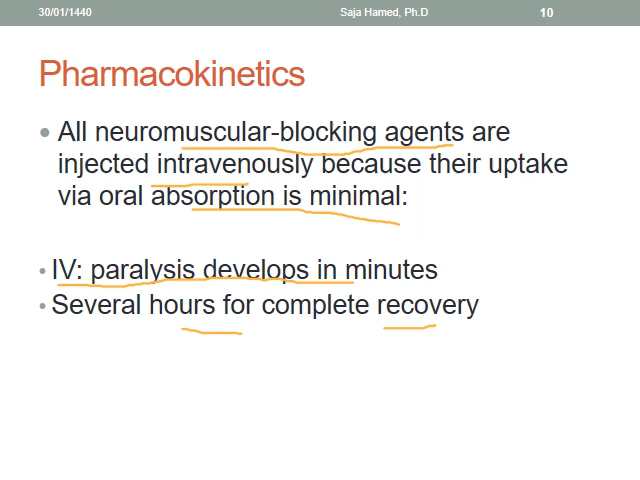 30/01/1440 Saja Hamed, Ph.D 10
Pharmacokinetics
• All neuromuscular-blocking agents are
injected intravenously because their uptake
via oral absorption is minimal:
• IV: paralysis develops in minutes
• Several hours for complete recovery